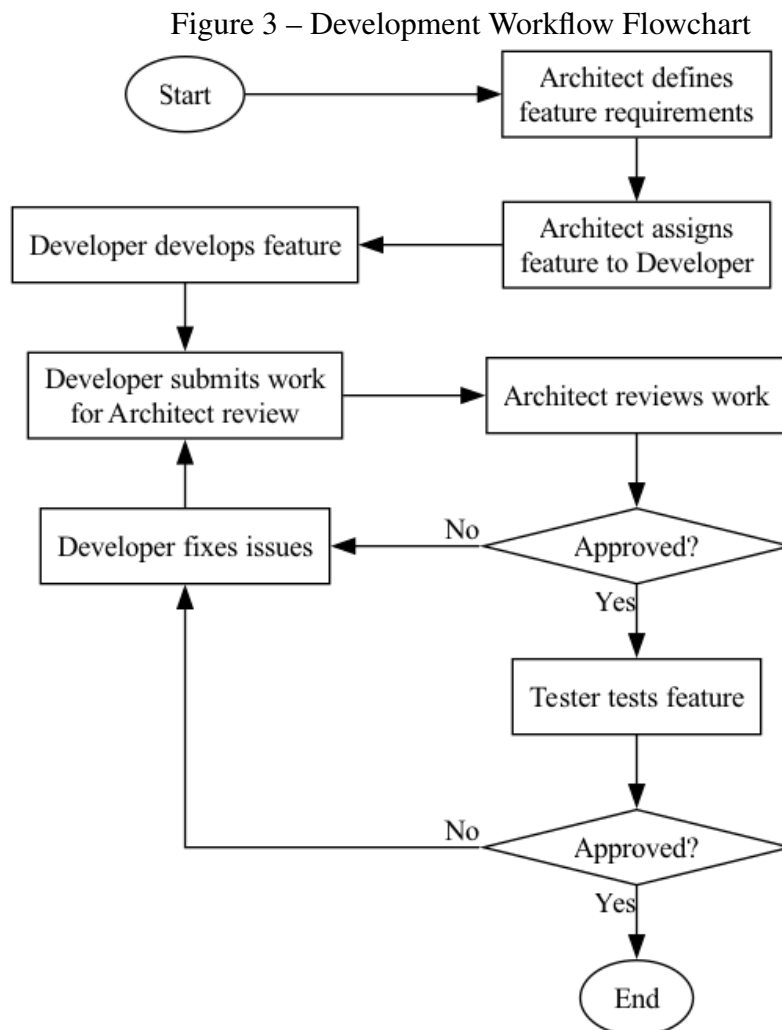 Figure 3 – Development Workflow Flowchart
Start
Architect defines
feature requirements
Architect assigns
feature to Developer
Developer develops feature
Developer submits work
for Architect review
Architect reviews work
Approved?
No
Developer fixes issues
Yes
Tester tests feature
Approved?
No
Yes
End